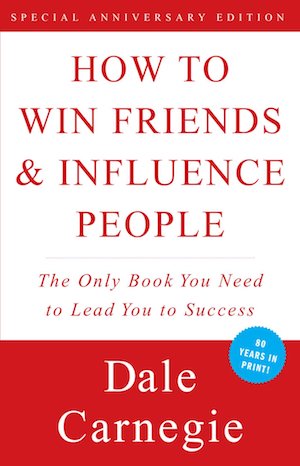 SPECIAL ANNIVERSARY EDITION
HOW TO
WIN FRIENDS
& INFLUENCE
PEOPLE
The Only Book You Need
to Lead You to Success
80
YEARS IN
PRINT!
Dale
Carnegie